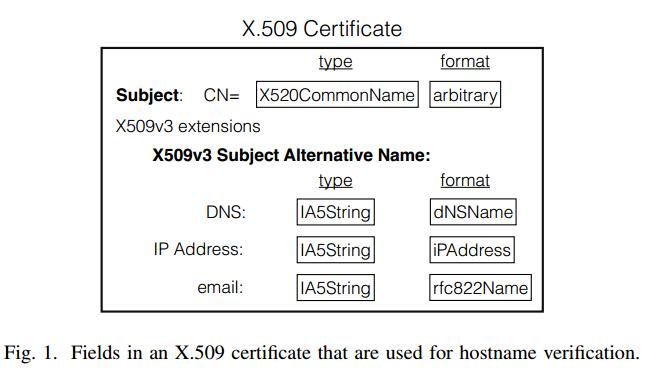 X.509 Certificate
type format
Subject: CN= X520CommonName arbitrary
X509v3 extensions
X509v3 Subject Alternative Name:
type format
DNS: IA5String dNSName
IP Address: IA5String iPAddress
email: IA5String rfc822Name
Fig. 1. Fields in an X.509 certificate that are used for hostname verification.